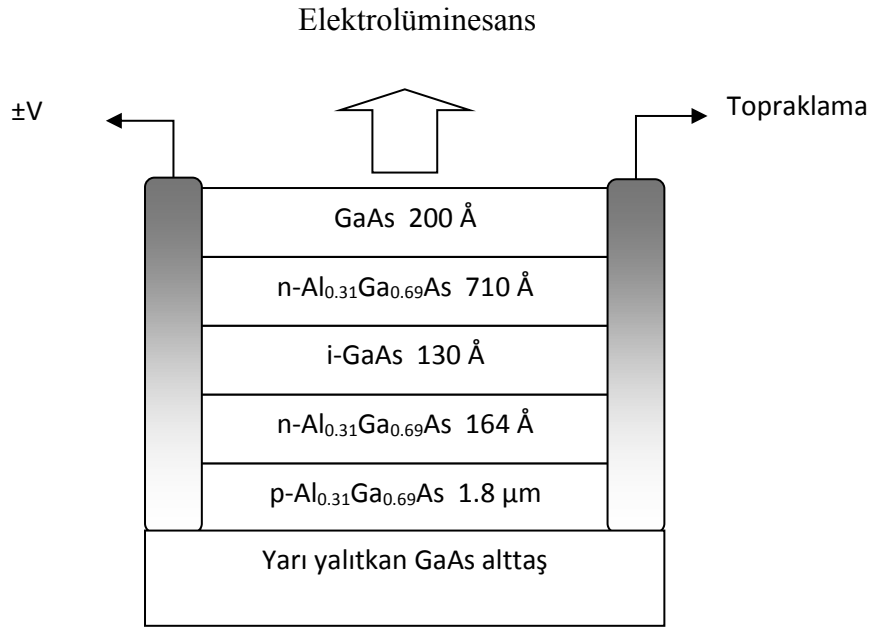 Elektrolüminesans
±V
Topraklama
GaAs 200 Å
n-Al0.31Ga0.69As 710 Å
i-GaAs 130 Å
n-Al0.31Ga0.69As 164 Å
p-Al0.31Ga0.69As 1.8 µm
Yarı yalıtkan GaAs alttaş